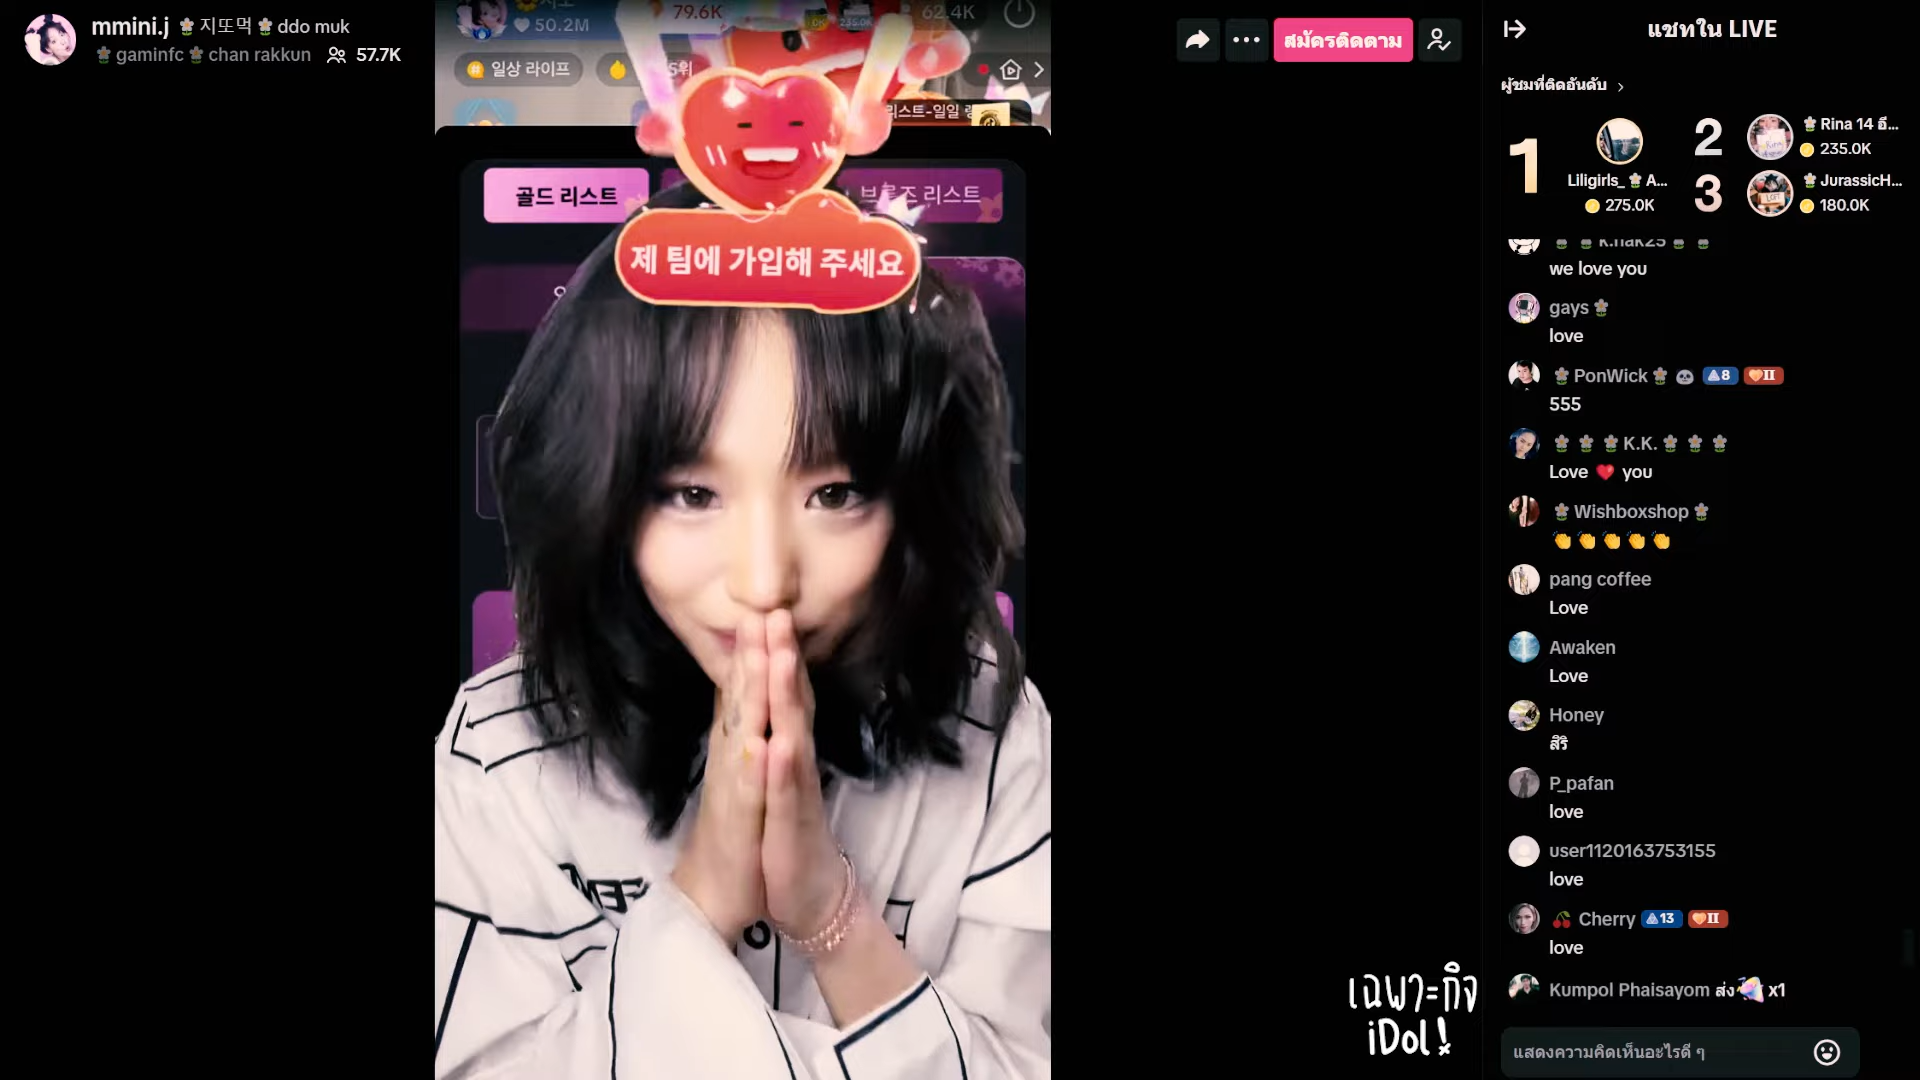 mmini.j 지또먹 ddo muk
gaminfc chan rakkun 57.7K
50.2M
79.6K
62.4K
일상 라이프
골드 리스트
브론즈 리스트
제 팀에 가입해 주세요
สมัครติดตาม
แชทใน LIVE
ผู้ชมที่ติดอันดับ
1
Liligirls_ A...
275.0K
2
Rina 14 อี...
235.0K
3
JurassicH...
180.0K
we love you
gays
love
PonWick 8 II
555
K.K.
Love ❤️ you
Wishboxshop
👏👏👏👏👏
pang coffee
Love
Awaken
Love
Honey
สิริ
P_pafan
love
user1120163753155
love
🍒 Cherry 13 II
love
Kumpol Phaisayom ส่ง x1
แสดงความคิดเห็นอะไรดี ๆ
เฉพาะกิจ
iDol!